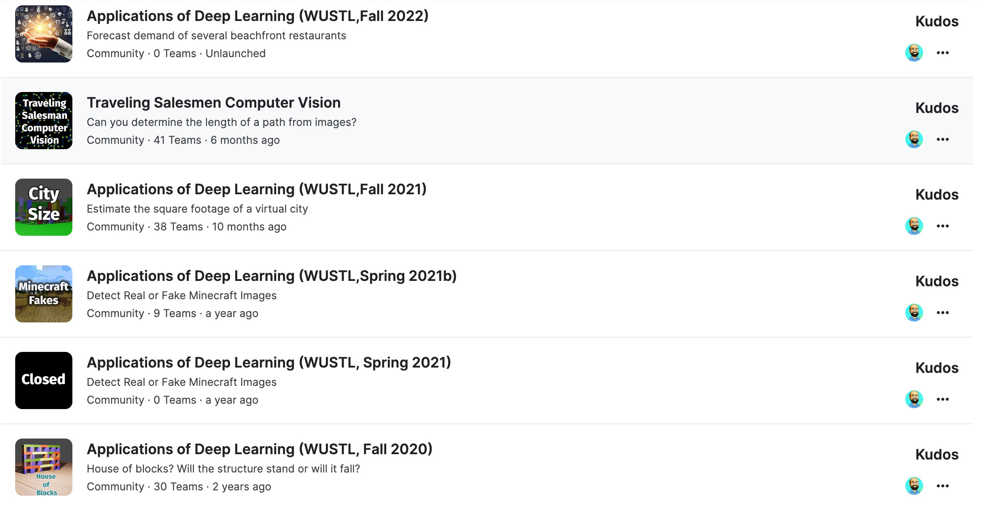 Applications of Deep Learning (WUSTL,Fall 2022)
Forecast demand of several beachfront restaurants
Community · 0 Teams · Unlaunched
Kudos
Traveling
Salesman
Computer
Vision
Traveling Salesmen Computer Vision
Can you determine the length of a path from images?
Community · 41 Teams · 6 months ago
Kudos
City
Size
Applications of Deep Learning (WUSTL,Fall 2021)
Estimate the square footage of a virtual city
Community · 38 Teams · 10 months ago
Kudos
Minecraft
Fakes
Applications of Deep Learning (WUSTL,Spring 2021b)
Detect Real or Fake Minecraft Images
Community · 9 Teams · a year ago
Kudos
Closed
Applications of Deep Learning (WUSTL, Spring 2021)
Detect Real or Fake Minecraft Images
Community · 0 Teams · a year ago
Kudos
House
of
Blocks
Applications of Deep Learning (WUSTL, Fall 2020)
House of blocks? Will the structure stand or will it fall?
Community · 30 Teams · 2 years ago
Kudos